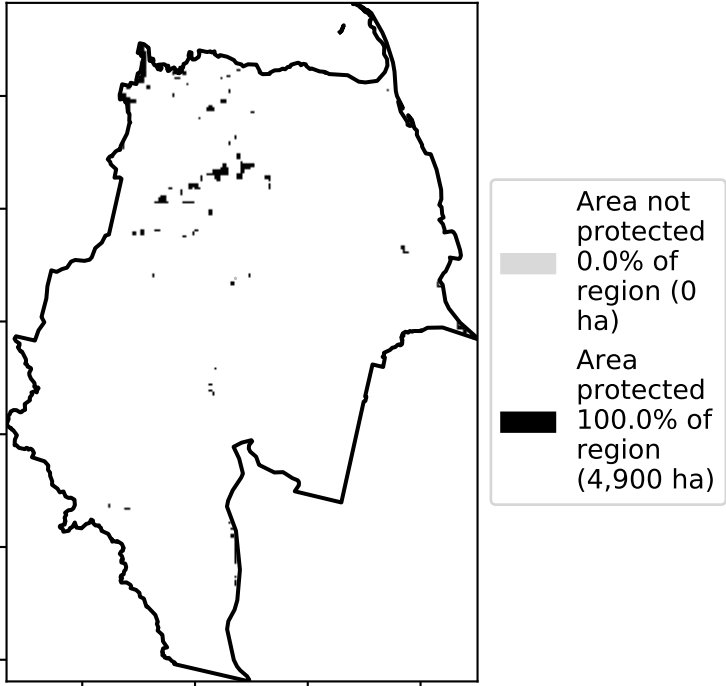 Area not
protected
0.0% of
region (0
ha)
Area
protected
100.0% of
region
(4,900 ha)